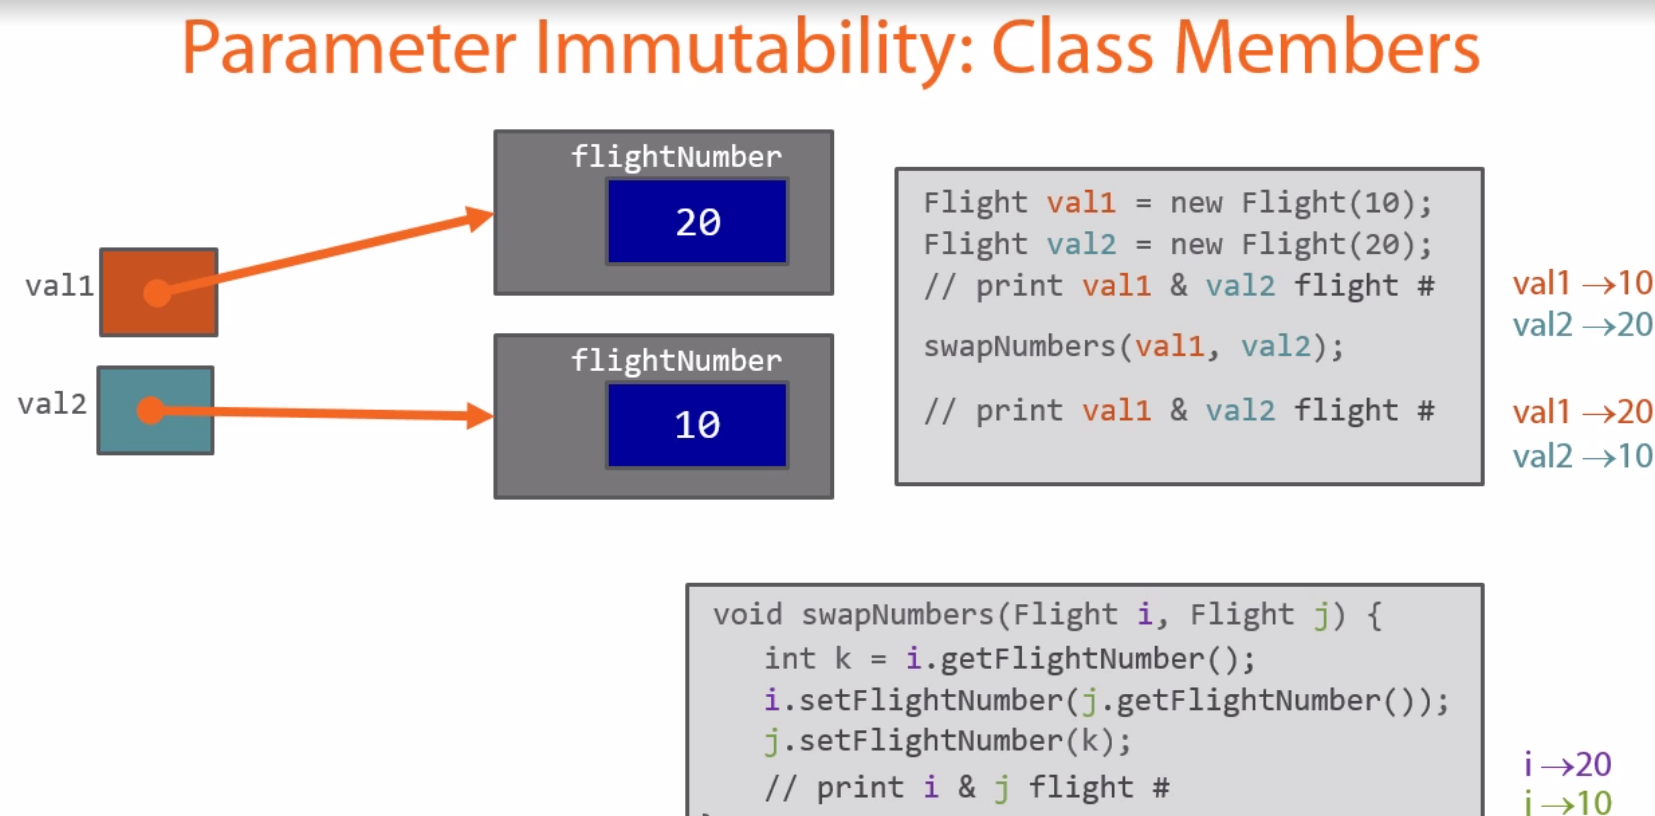 Parameter Immutability: Class Members
flightNumber
20
val1
flightNumber
10
val2
Flight val1 = new Flight(10);
Flight val2 = new Flight(20);
// print val1 & val2 flight #
swapNumbers(val1, val2);
// print val1 & val2 flight #
val1 →10
val2 →20
val1 →20
val2 →10
void swapNumbers(Flight i, Flight j) {
int k = i.getFlightNumber();
i.setFlightNumber(j.getFlightNumber());
j.setFlightNumber(k);
// print i & j flight #
i →20
j →10